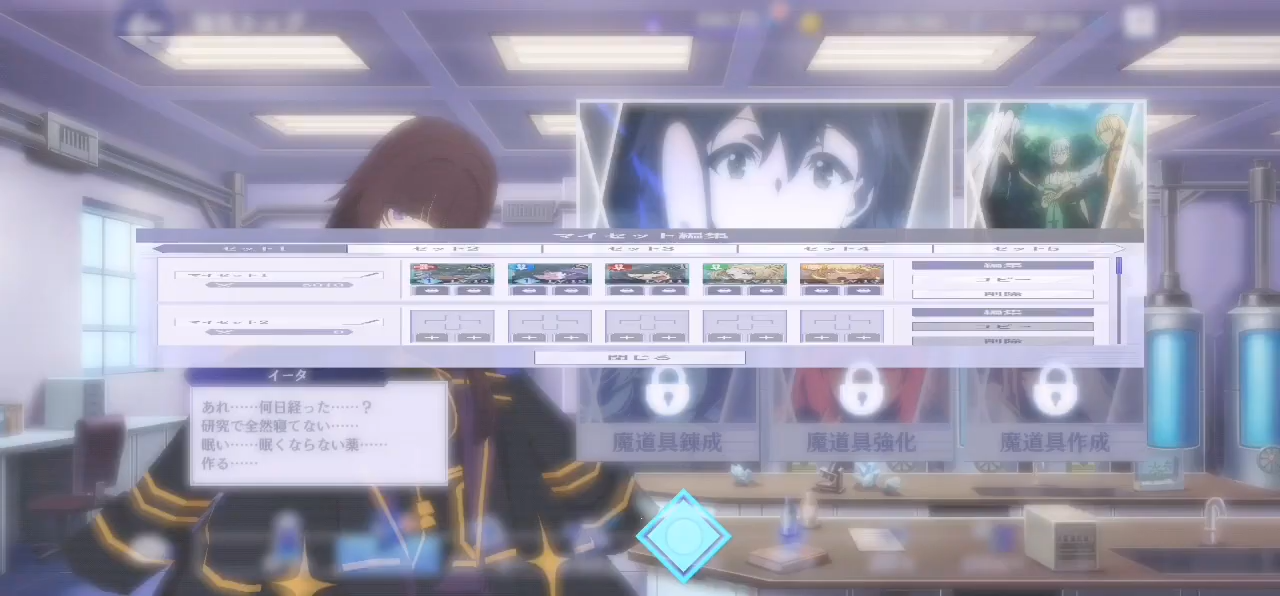 マイセット編集
セット1
セット2
セット3
セット4
セット5
マイセット1
編集
コピー
削除
マイセット2
0
編集
コピー
削除
閉じる
イータ
あれ……何日経った……？
研究で全然寝てない……
眠い……眠くならない薬……
作る……
魔道具錬成
魔道具強化
魔道具作成